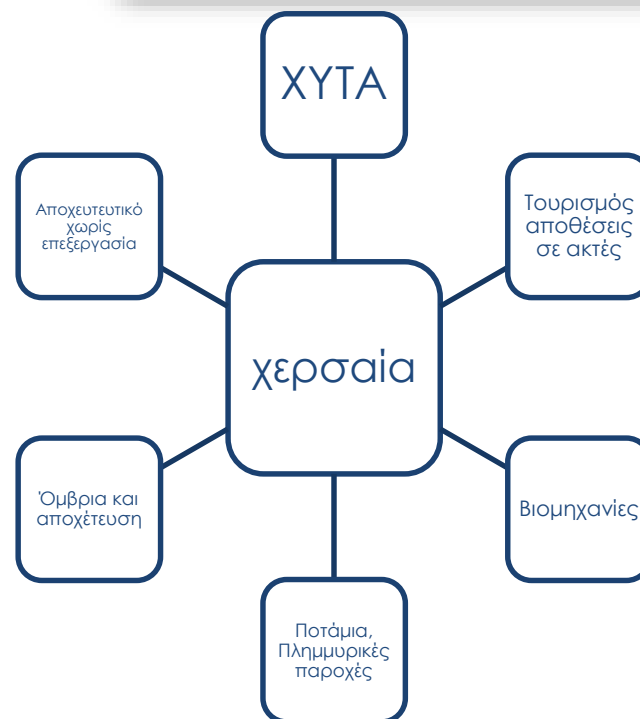 ΧΥΤΑ
Αποχευτευτικό
χωρίς
επεξεργασία
Τουρισμός
αποθέσεις
σε ακτές
χερσαία
Όμβρια και
αποχέτευση
Βιομηχανίες
Ποτάμια,
Πλημμυρικές
παροχές